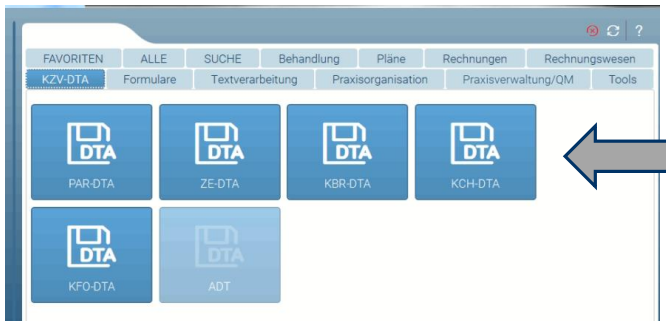 ?
FAVORITEN ALLE SUCHE Behandlung Pläne Rechnungen Rechnungswesen
KZV-DTA Formulare Textverarbeitung Praxisorganisation Praxisverwaltung/QM Tools
DTA DTA DTA DTA
PAR-DTA ZE-DTA KBR-DTA KCH-DTA
DTA DTA
KFO-DTA ADT